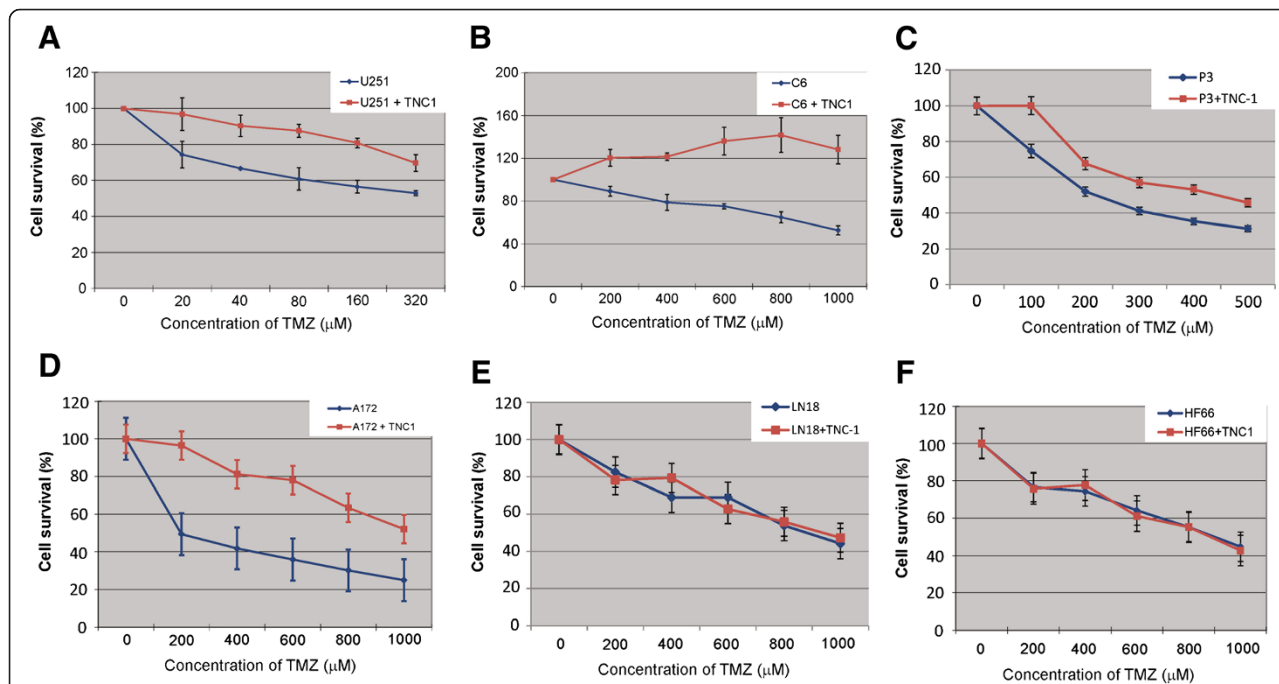 A
U251
U251 + TNC1
Cell survival (%)
120
100
80
60
40
20
0
0 20 40 80 160 320
Concentration of TMZ (μM)
B
C6
C6 + TNC1
Cell survival (%)
200
160
120
80
40
0
0 200 400 600 800 1000
Concentration of TMZ (μM)
C
P3
P3+TNC-1
Cell survival (%)
120
100
80
60
40
20
0
0 100 200 300 400 500
Concentration of TMZ (μM)
D
A172
A172 + TNC1
Cell survival (%)
120
100
80
60
40
20
0
0 200 400 600 800 1000
Concentration of TMZ (μM)
E
LN18
LN18+TNC-1
Cell survival (%)
120
100
80
60
40
20
0
0 200 400 600 800 1000
Concentration of TMZ (μM)
F
HF66
HF66+TNC1
Cell survival (%)
120
100
80
60
40
20
0
0 200 400 600 800 1000
Concentration of TMZ (μM)